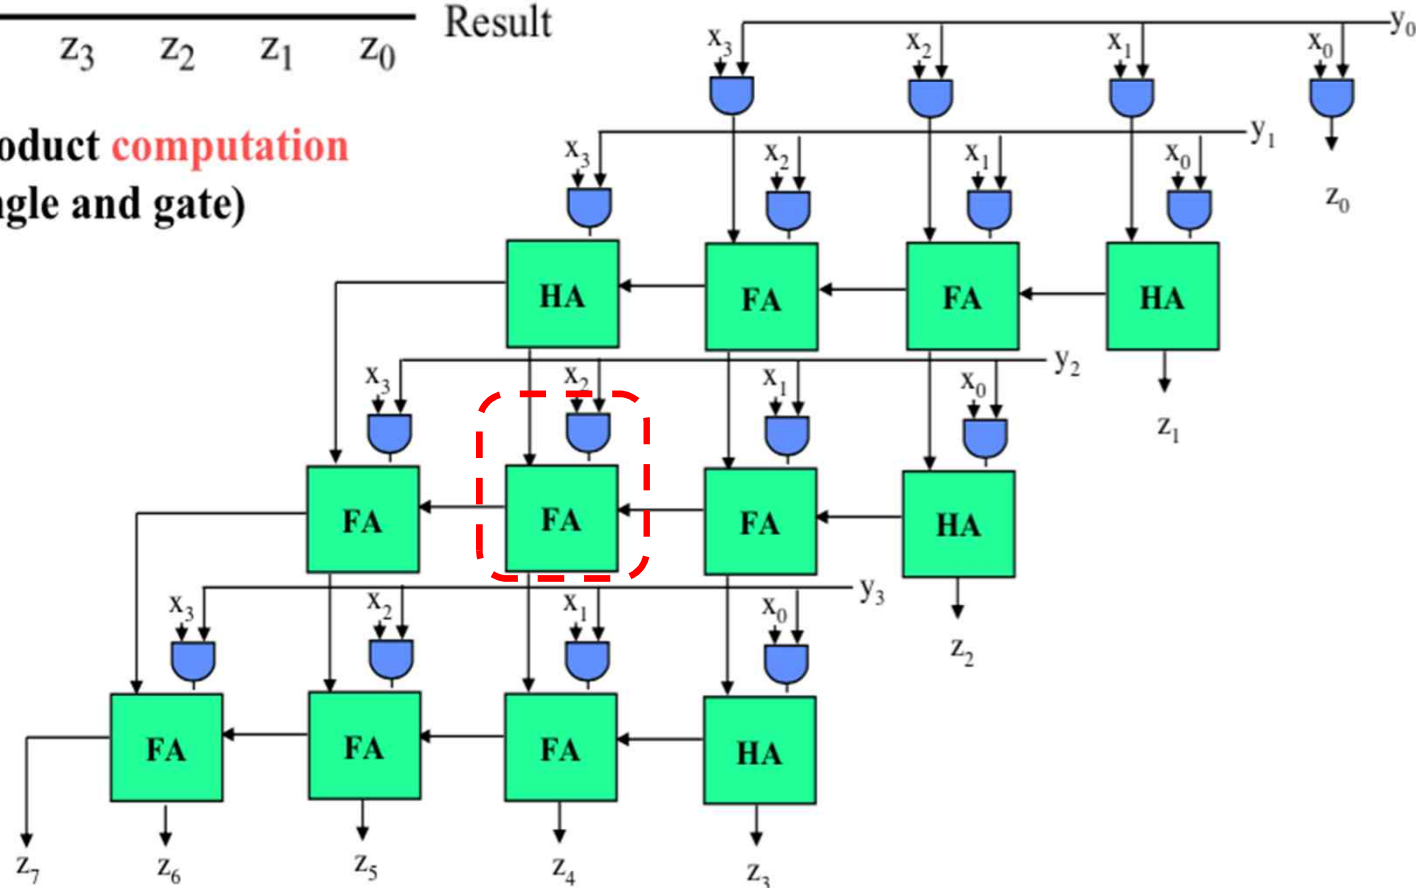 Result
z3 z2 z1 z0
oduct computation
ngle and gate)
y0
x3 x2 x1 x0
y1
x3 x2 x1 x0
z0
HA FA FA HA
y2
x3 x2 x1 x0
z1
FA FA FA HA
y3
x3 x2 x1 x0
z2
FA FA FA HA
z7 z6 z5 z4 z3